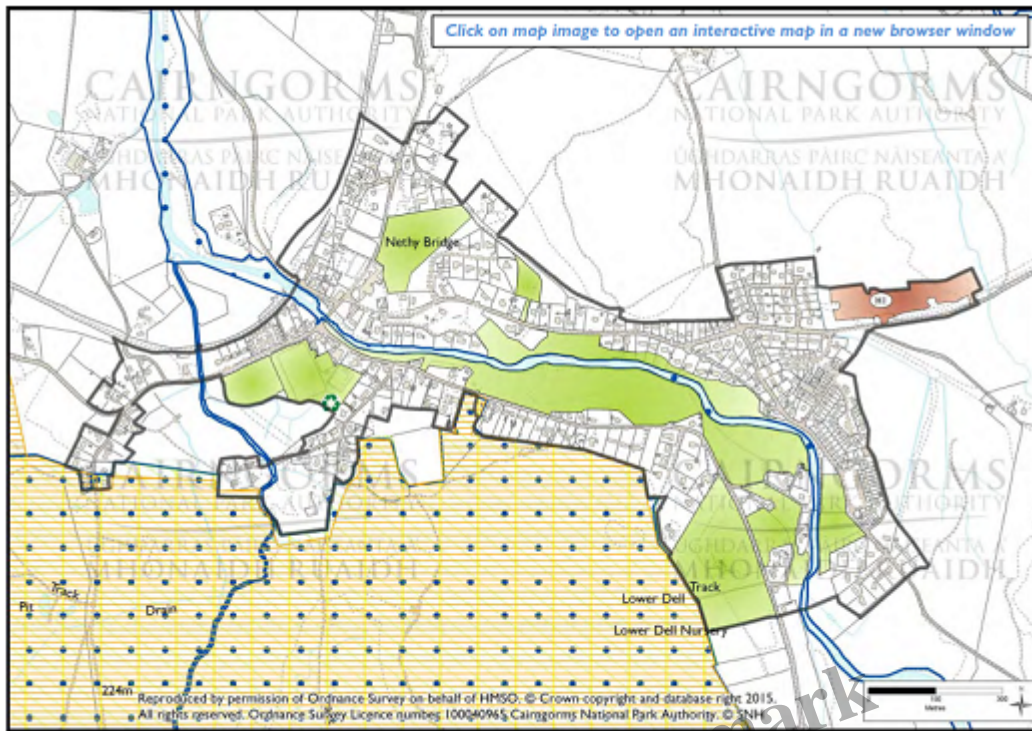 Click on map image to open an interactive map in a new browser window
CAIRNGORMS
NATIONAL PARK AUTHORITY
ÙGHDARRAS PÀIRC NÀISEANTA A'
MHONAIDH RUAIDH
CAIRNGORMS
NATIONAL PARK AUTHORITY
ÙGHDARRAS PÀIRC NÀISEANTA A'
MHONAIDH RUAIDH
Nethy Bridge
H1
CAIRNGORMS
NATIONAL PARK AUTHORITY
ÙGHDARRAS PÀIRC NÀISEANTA A'
MHONAIDH RUAIDH
CAIRNGORMS
NATIONAL PARK AUTHORITY
ÙGHDARRAS PÀIRC NÀISEANTA A'
MHONAIDH RUAIDH
Track
Pit
Drain
Track
Lower Dell
Lower Dell Nursery
224m
Reproduced by permission of Ordnance Survey on behalf of HMSO. © Crown copyright and database right 2015.
All rights reserved. Ordnance Survey Licence number 100040965 Cairngorms National Park Authority. © SNH
Metres